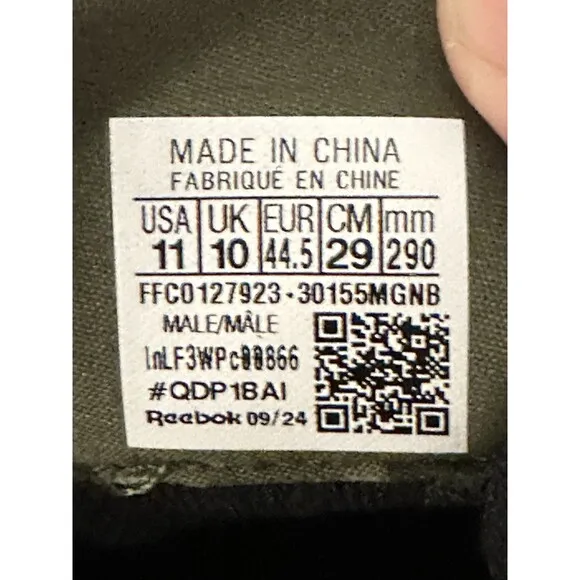 MADE IN CHINA
FABRIQUÉ EN CHINE
USA UK EUR CM mm
11 10 44.5 29 290
FFC0127923-30155MGNB
MALE/MÂLE
#QDP1BAI
Reebok 09/24